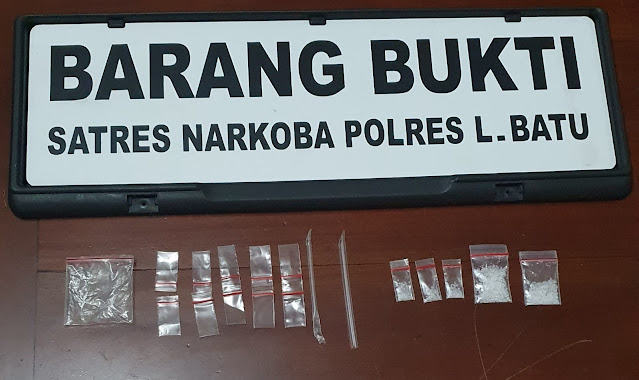 BARANG BUKTI
SATRES NARKOBA POLRES L. BATU